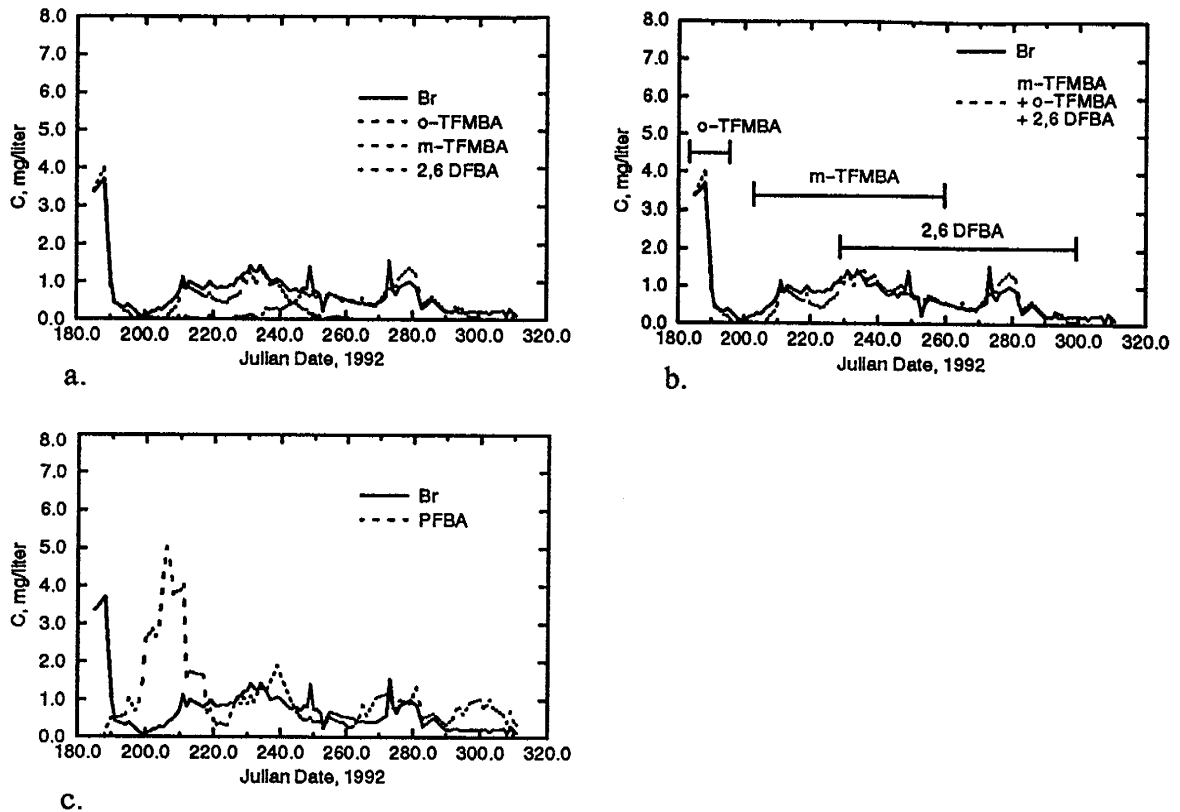 8.0
7.0
6.0
5.0
4.0
3.0
2.0
1.0
0.0
C, mg/liter
Br
o-TFMBA
m-TFMBA
2,6 DFBA
180.0 200.0 220.0 240.0 260.0 280.0 300.0 320.0
Julian Date, 1992
a.
8.0
7.0
6.0
5.0
4.0
3.0
2.0
1.0
0.0
C, mg/liter
Br
m-TFMBA
+ o-TFMBA
+ 2,6 DFBA
o-TFMBA
m-TFMBA
2,6 DFBA
180.0 200.0 220.0 240.0 260.0 280.0 300.0 320.0
Julian Date, 1992
b.
8.0
7.0
6.0
5.0
4.0
3.0
2.0
1.0
0.0
C, mg/liter
Br
PFBA
180.0 200.0 220.0 240.0 260.0 280.0 300.0 320.0
Julian Date, 1992
c.